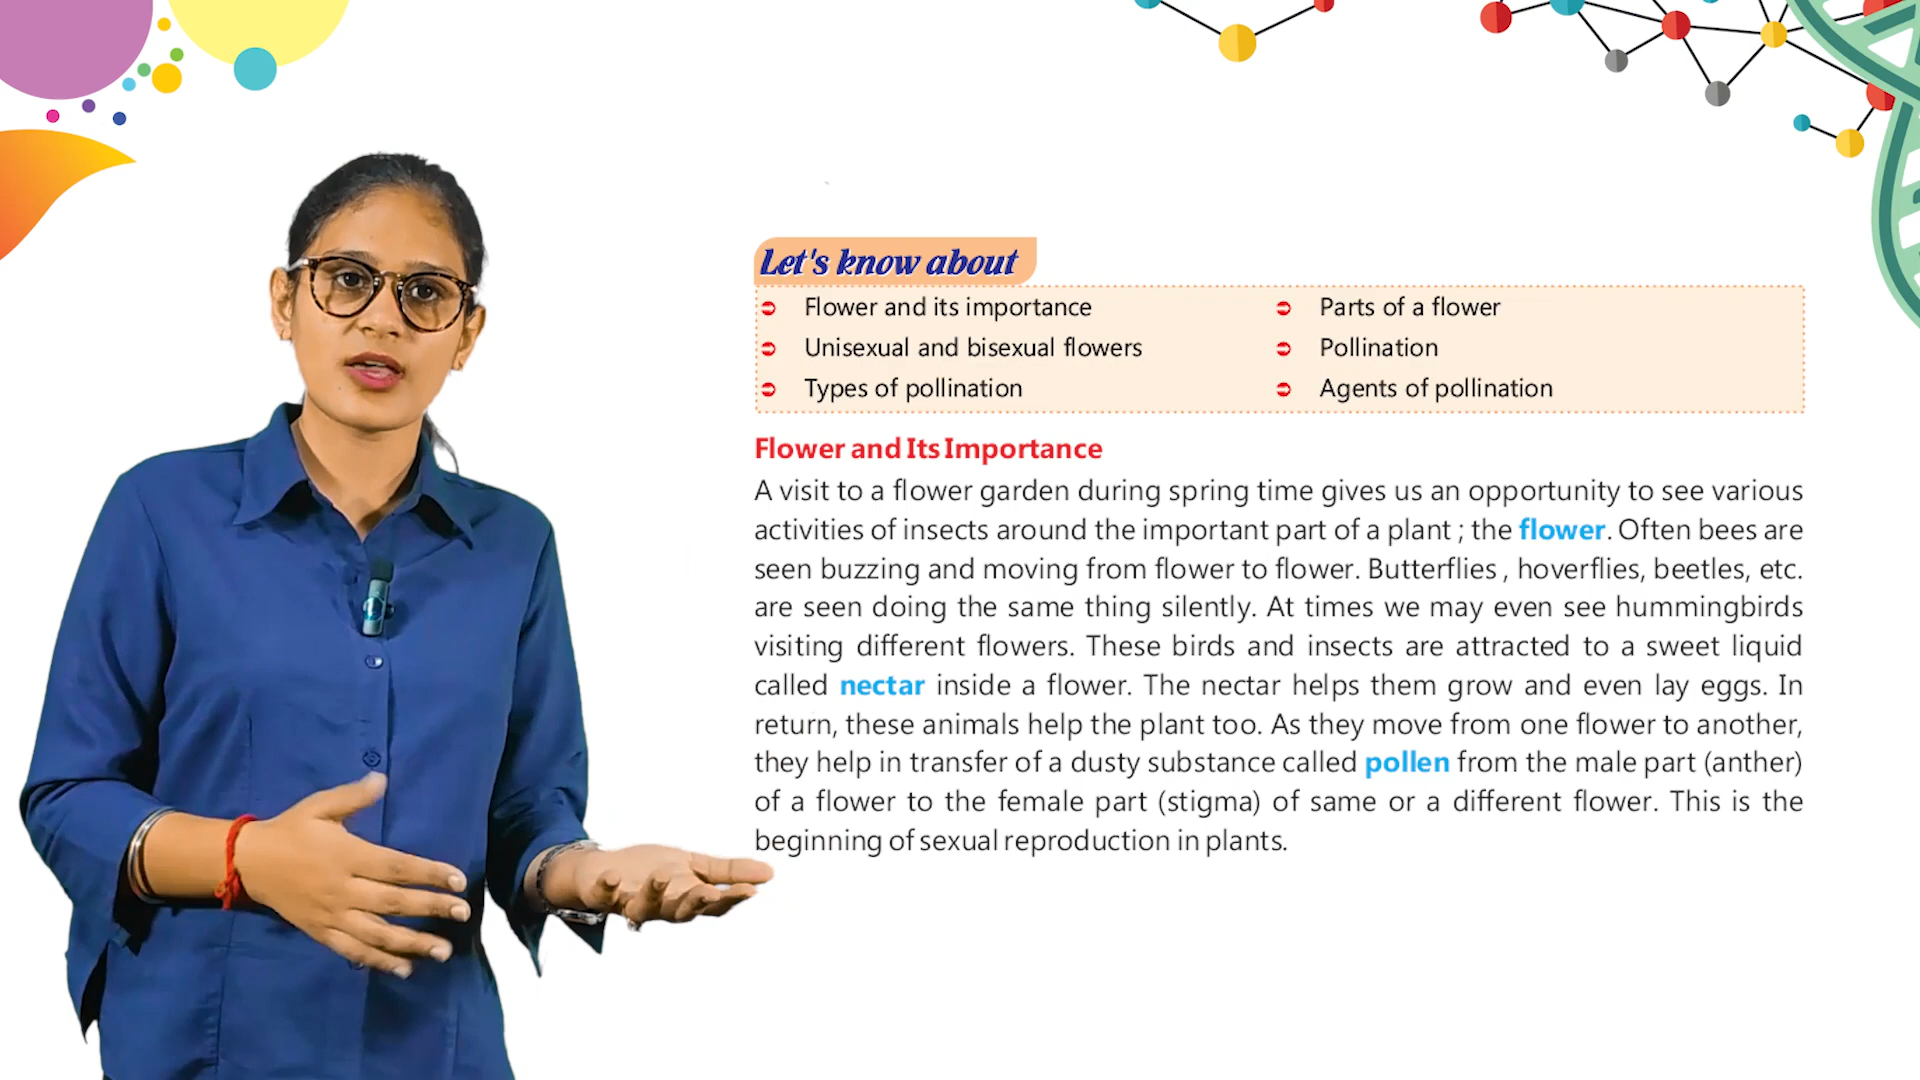 Let's know about
Flower and its importance
Parts of a flower
Unisexual and bisexual flowers
Pollination
Types of pollination
Agents of pollination
Flower and Its Importance
A visit to a flower garden during spring time gives us an opportunity to see various
activities of insects around the important part of a plant ; the flower. Often bees are
seen buzzing and moving from flower to flower. Butterflies , hoverflies, beetles, etc.
are seen doing the same thing silently. At times we may even see hummingbirds
visiting different flowers. These birds and insects are attracted to a sweet liquid
called nectar inside a flower. The nectar helps them grow and even lay eggs. In
return, these animals help the plant too. As they move from one flower to another,
they help in transfer of a dusty substance called pollen from the male part (anther)
of a flower to the female part (stigma) of same or a different flower. This is the
beginning of sexual reproduction in plants.